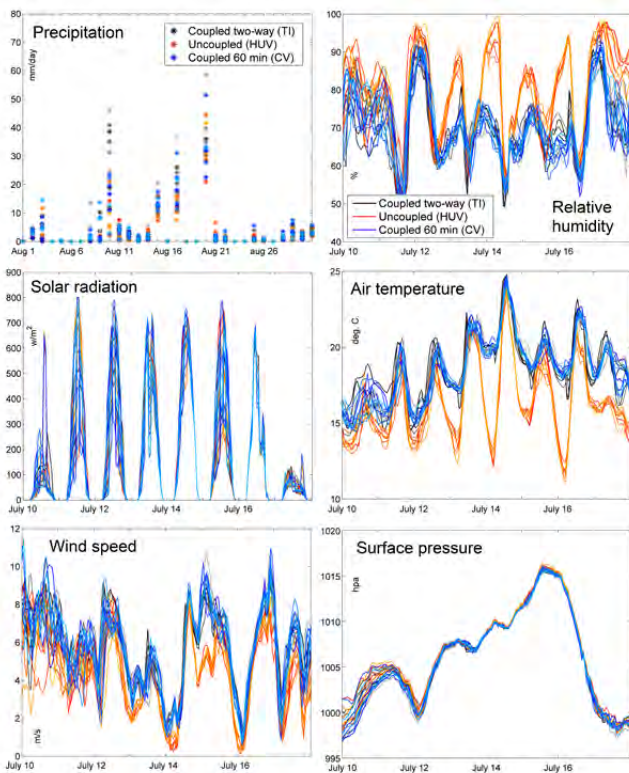 Precipitation
Coupled two-way (TI)
Uncoupled (HUV)
Coupled 60 min (CV)
mm/day
80
70
60
50
40
30
20
10
0
Aug 1 Aug 6 Aug 11 Aug 16 Aug 21 aug 26
100
90
80
70
60
50
40
%
Coupled two-way (TI)
Uncoupled (HUV)
Coupled 60 min (CV)
Relative
humidity
July 10 July 12 July 14 July 16
Solar radiation
w/m²
900
800
700
600
500
400
300
200
100
0
July 10 July 12 July 14 July 16
Air temperature
deg. C.
25
20
15
10
July 10 July 12 July 14 July 16
Wind speed
12
10
8
6
4
2
0
m/s
July 10 July 12 July 14 July 16
Surface pressure
hpa
1020
1015
1010
1005
1000
995
July 10 July 12 July 14 July 16